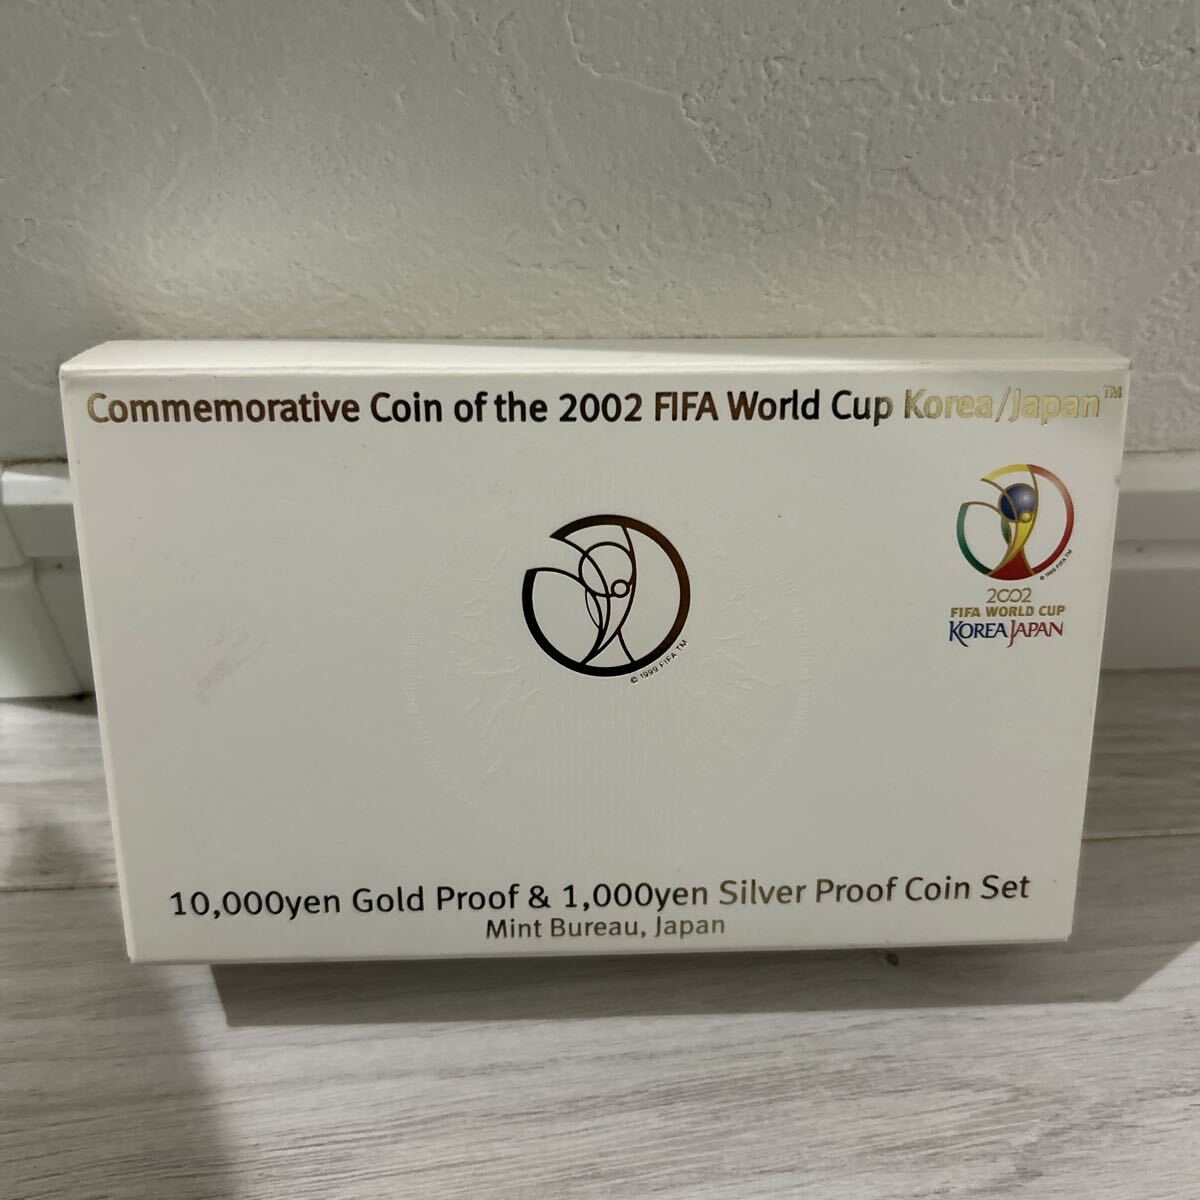 Commemorative Coin of the 2002 FIFA World Cup Korea/Japan™
© 1999 FIFA TM
2002
FIFA WORLD CUP
KOREA JAPAN
© 1999 FIFA TM
10,000yen Gold Proof & 1,000yen Silver Proof Coin Set
Mint Bureau, Japan